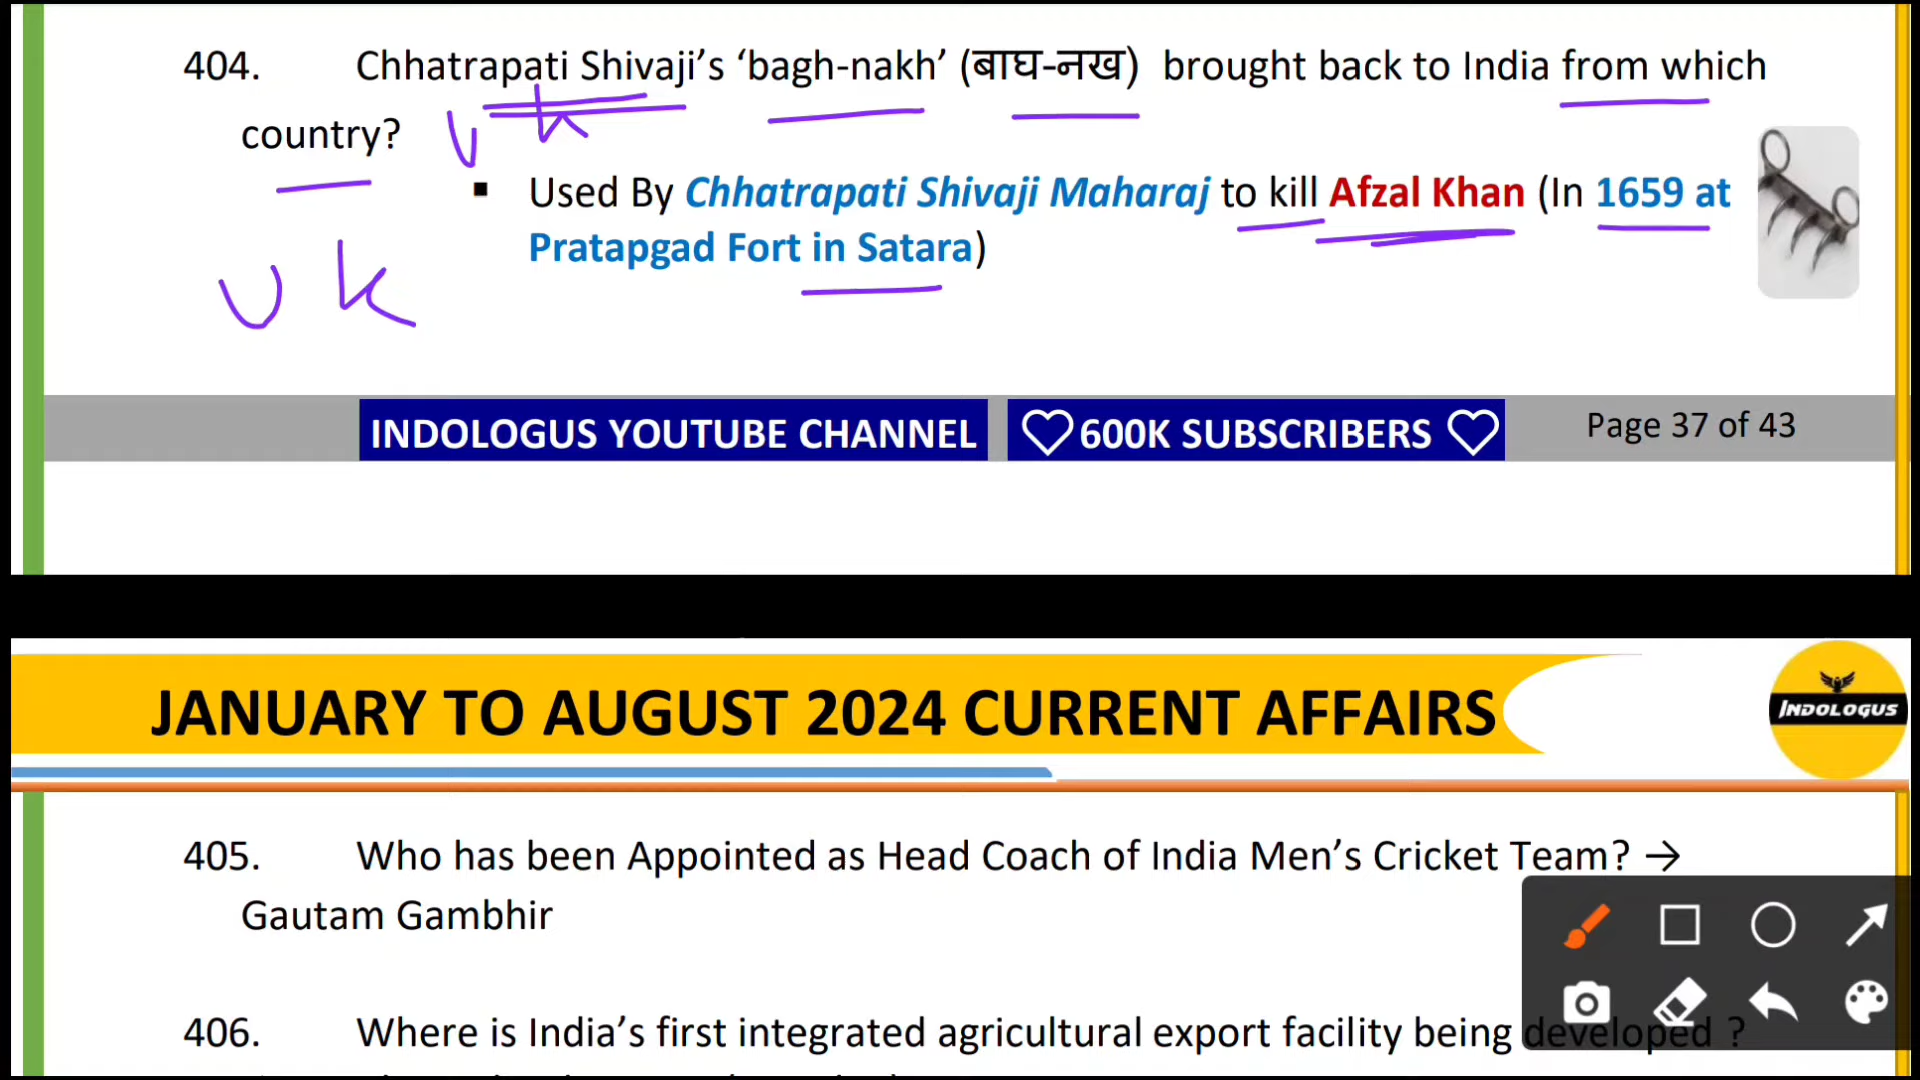 404. Chhatrapati Shivaji’s ‘bagh-nakh’ (बाघ-नख) brought back to India from which
country?
U K
▪ Used By Chhatrapati Shivaji Maharaj to kill Afzal Khan (In 1659 at
Pratapgad Fort in Satara)
U K
INDOLOGUS YOUTUBE CHANNEL
♡ 600K SUBSCRIBERS ♡
Page 37 of 43
JANUARY TO AUGUST 2024 CURRENT AFFAIRS
INDOLOGUS
405. Who has been Appointed as Head Coach of India Men’s Cricket Team? →
Gautam Gambhir
406. Where is India’s first integrated agricultural export facility being developed ?